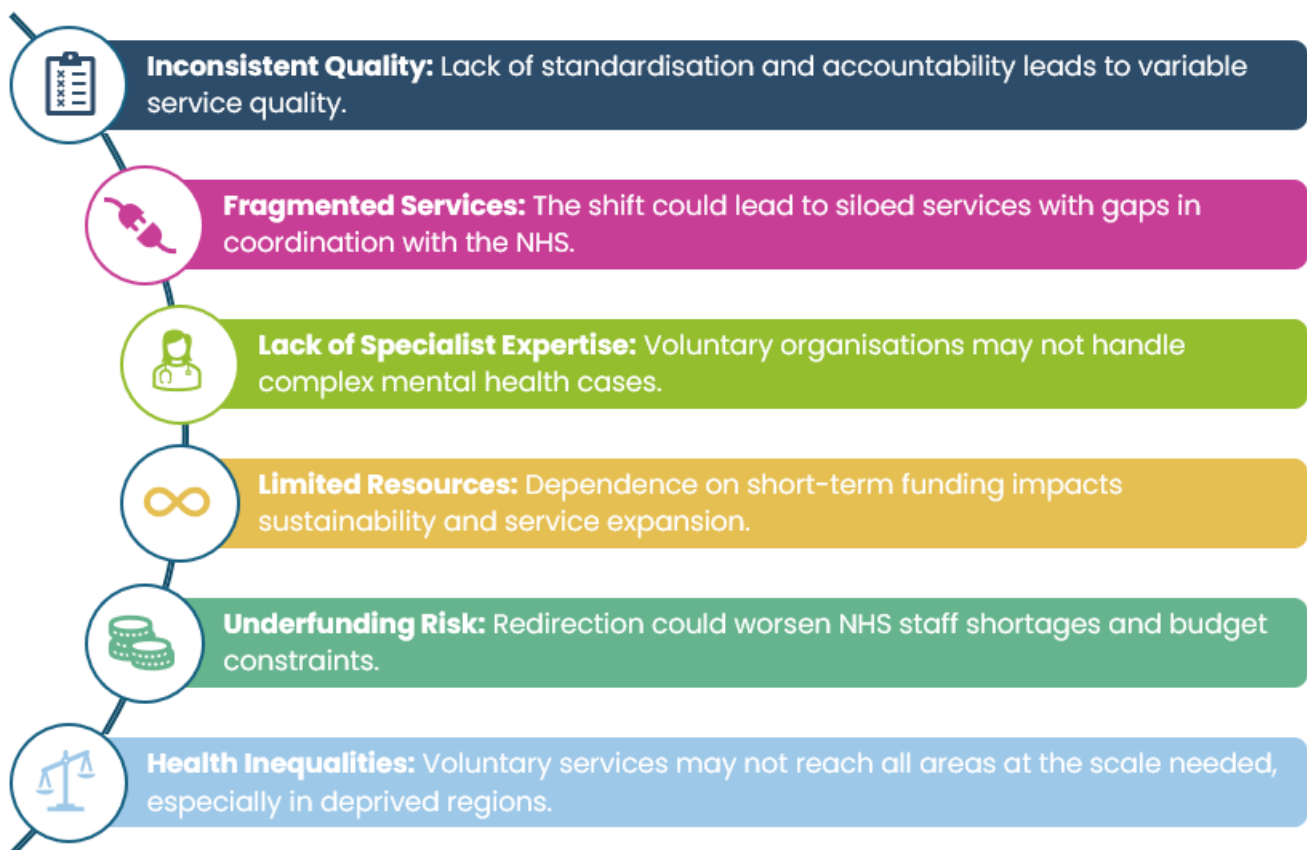 Inconsistent Quality: Lack of standardisation and accountability leads to variable
service quality.
Fragmented Services: The shift could lead to siloed services with gaps in
coordination with the NHS.
Lack of Specialist Expertise: Voluntary organisations may not handle
complex mental health cases.
Limited Resources: Dependence on short-term funding impacts
sustainability and service expansion.
Underfunding Risk: Redirection could worsen NHS staff shortages and budget
constraints.
Health Inequalities: Voluntary services may not reach all areas at the scale needed,
especially in deprived regions.